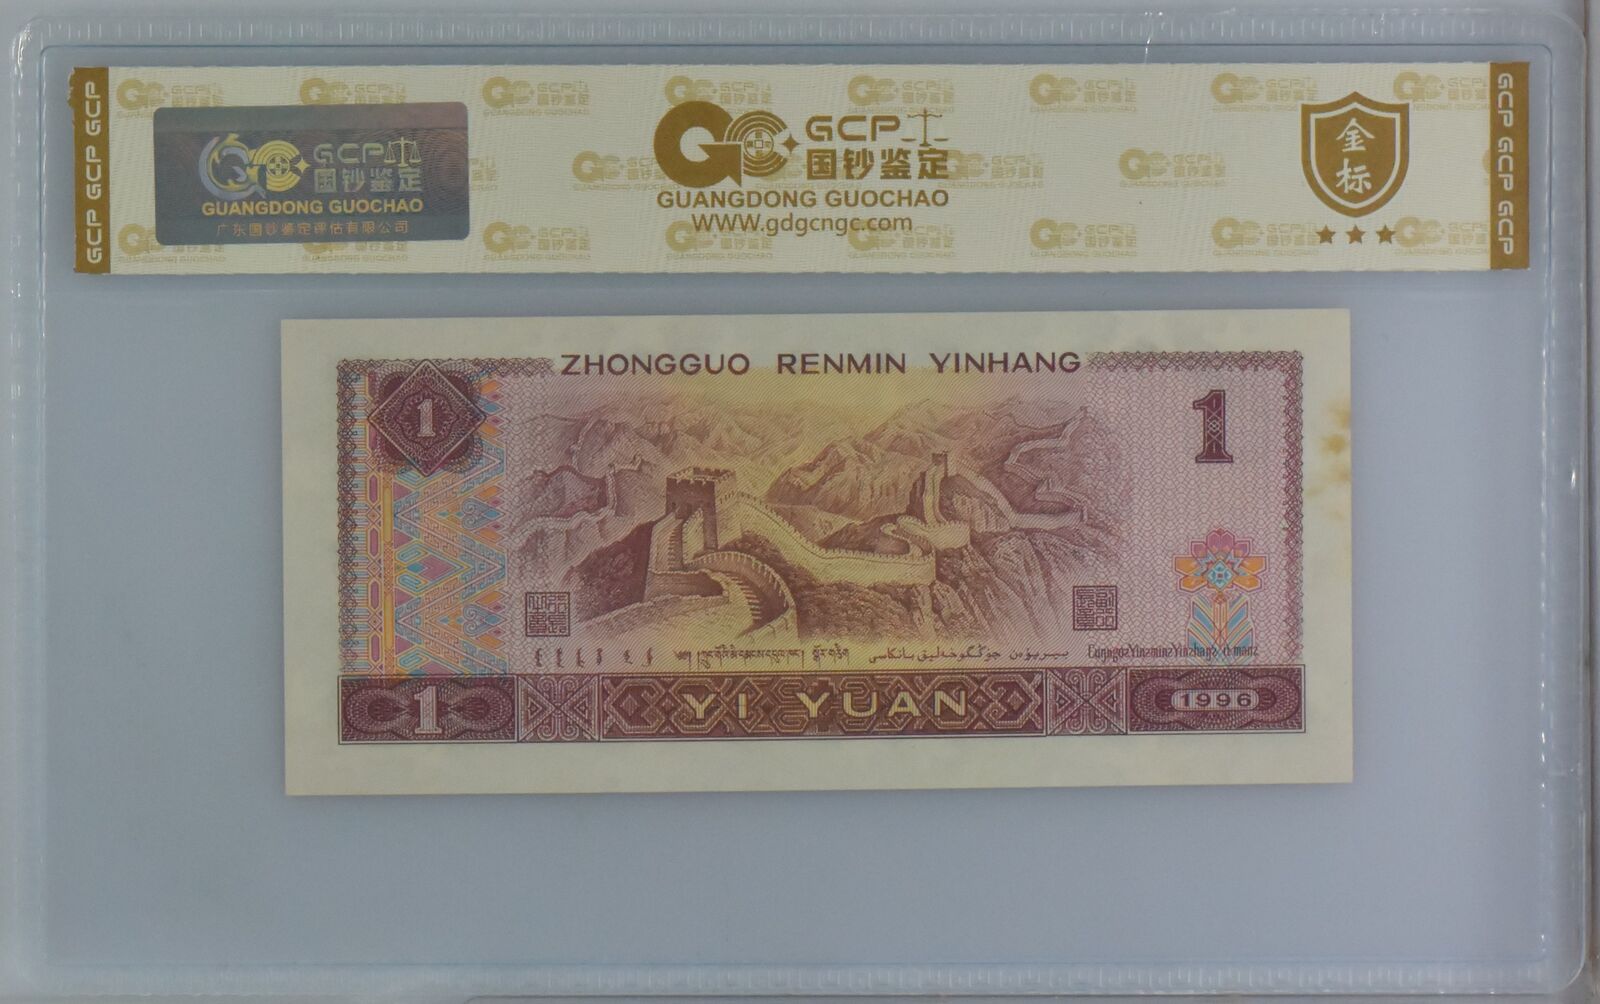 GCP GCP GCP
GCP
国钞鉴定
GUANGDONG GUOCHAO
广东国钞鉴定评估有限公司
GCP
国钞鉴定
GUANGDONG GUOCHAO
WWW.gdgcngc.com
金标
GCP GCP GCP
ZHONGGUO RENMIN YINHANG
1
1
1
YI YUAN
1996